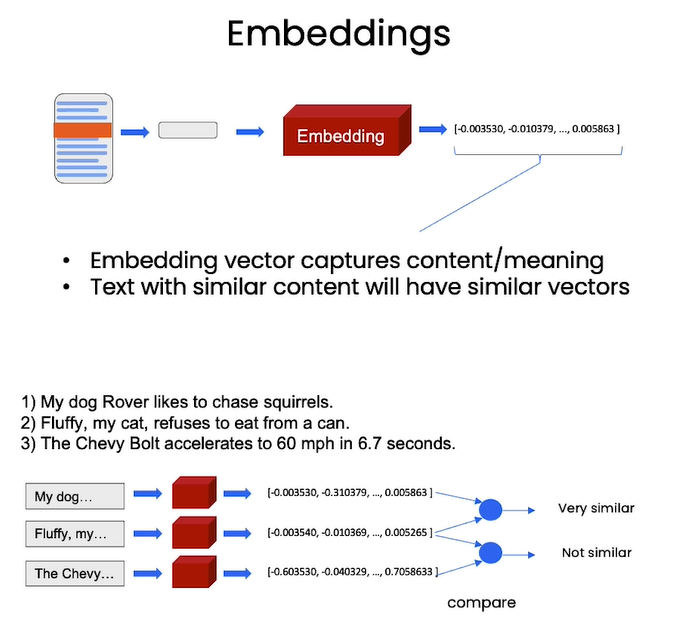 Embeddings
Embedding
[-0.003530, -0.010379, ..., 0.005863 ]
• Embedding vector captures content/meaning
• Text with similar content will have similar vectors
1) My dog Rover likes to chase squirrels.
2) Fluffy, my cat, refuses to eat from a can.
3) The Chevy Bolt accelerates to 60 mph in 6.7 seconds.
My dog...
[-0.003530, -0.310379, ..., 0.005863 ]
Very similar
Fluffy, my...
[-0.003540, -0.010369, ..., 0.005265 ]
Not similar
The Chevy...
[-0.603530, -0.040329, ..., 0.7058633 ]
compare